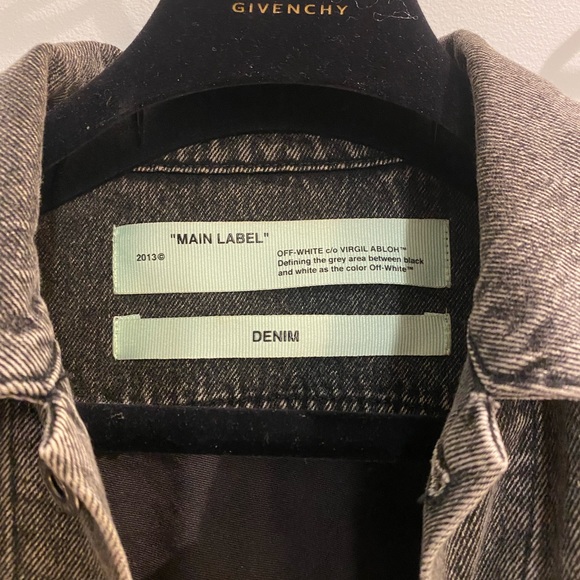 GIVENCHY
"MAIN LABEL"
2013©
OFF-WHITE c/o VIRGIL ABLOH™
Defining the grey area between black
and white as the color Off-White™
DENIM